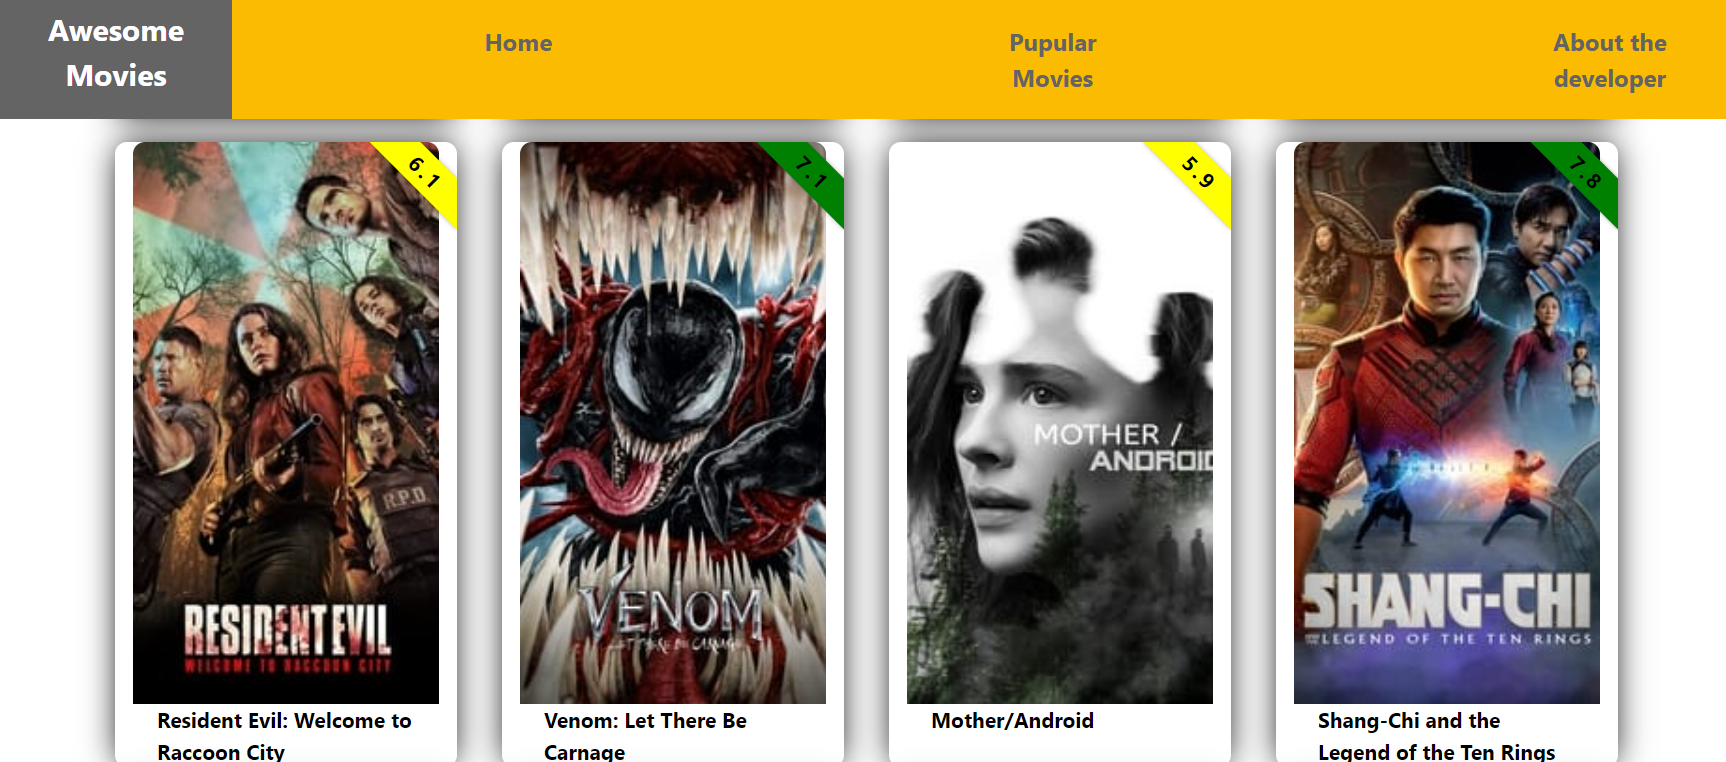 Awesome
Movies
Home
Pupular
Movies
About the
developer
6.1
7.1
5.9
7.8
R.P.D.
RESIDENT EVIL
WELCOME TO RACCOON CITY
VENOM
LET THERE BE CARNAGE
MOTHER /
ANDROID
SHANG-CHI
LEGEND OF THE TEN RINGS
Resident Evil: Welcome to
Raccoon City
Venom: Let There Be
Carnage
Mother/Android
Shang-Chi and the
Legend of the Ten Rings